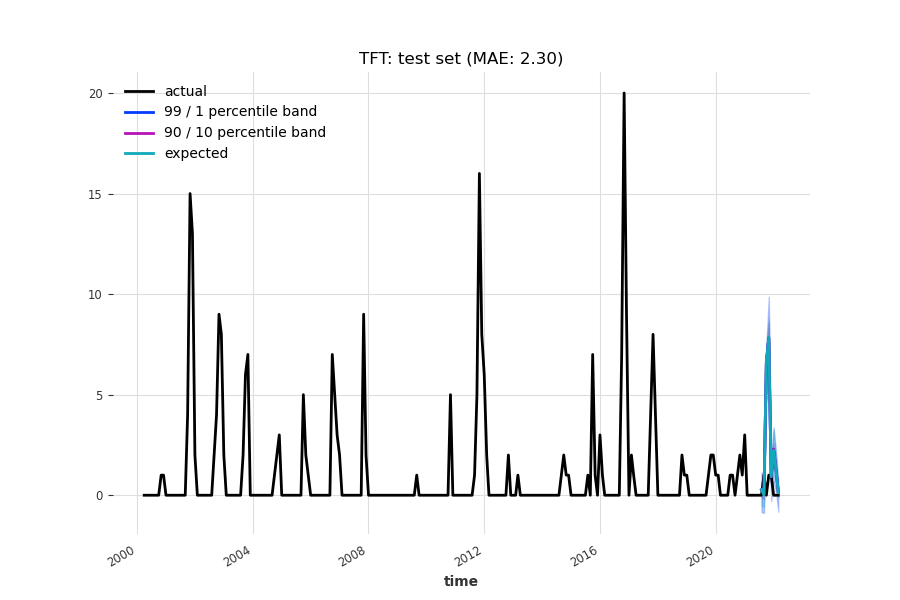 TFT: test set (MAE: 2.30)
actual
99 / 1 percentile band
90 / 10 percentile band
expected
20
15
10
5
0
2000
2004
2008
2012
2016
2020
time